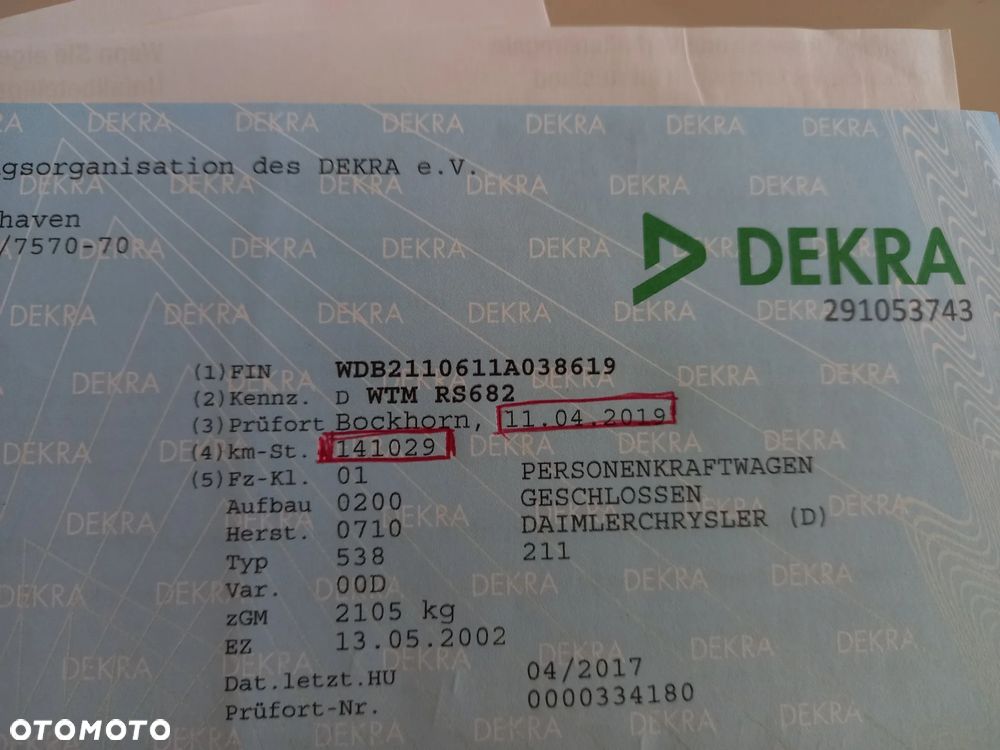 gsorganisation des DEKRA e.V.
haven
/7570-70
DEKRA
291053743
(1) FIN WDB2110611A038619
(2) Kennz. D WTM RS682
(3) Prüfort Bockhorn, 11.04.2019
(4) km-St. 141029
(5) Fz-Kl. 01 PERSONENKRAFTWAGEN
Aufbau 0200 GESCHLOSSEN
Herst. 0710 DAIMLERCHRYSLER (D)
Typ 538 211
Var. 00D
zGM 2105 kg
EZ 13.05.2002
Dat.letzt.HU 04/2017
Prüfort-Nr. 0000334180
OTOMOTO